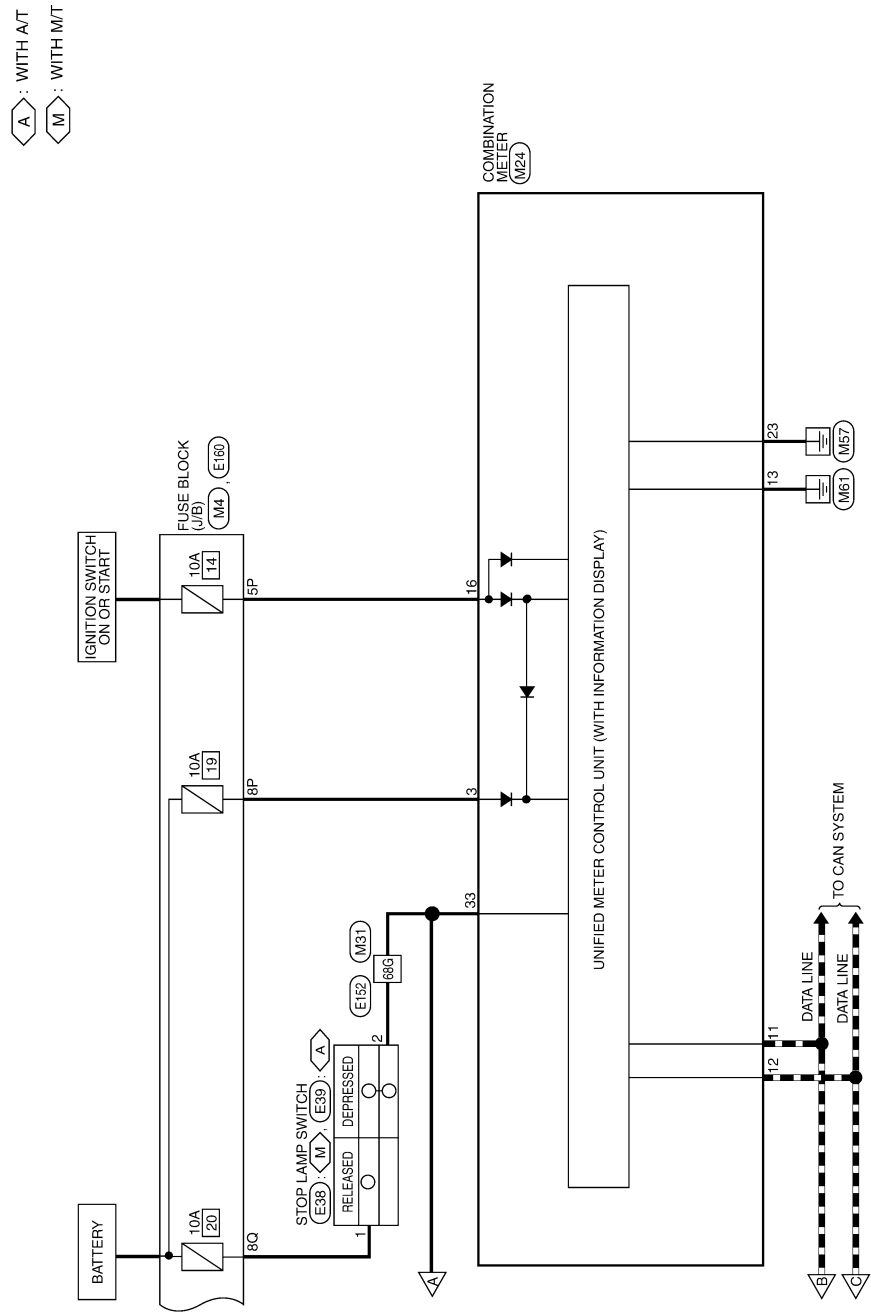 A : WITH A/T
M : WITH M/T
BATTERY
IGNITION SWITCH
ON OR START
FUSE BLOCK
(J/B)
M4 , E160
10A
20
10A
19
10A
14
8Q
8P
5P
STOP LAMP SWITCH
E38 : M , E39 : A
RELEASED
DEPRESSED
1
2
E152
M31
68G
A
33
3
16
COMBINATION
METER
M24
UNIFIED METER CONTROL UNIT (WITH INFORMATION DISPLAY)
12
11
13
23
M61
M57
DATA LINE
DATA LINE
TO CAN SYSTEM
B
C